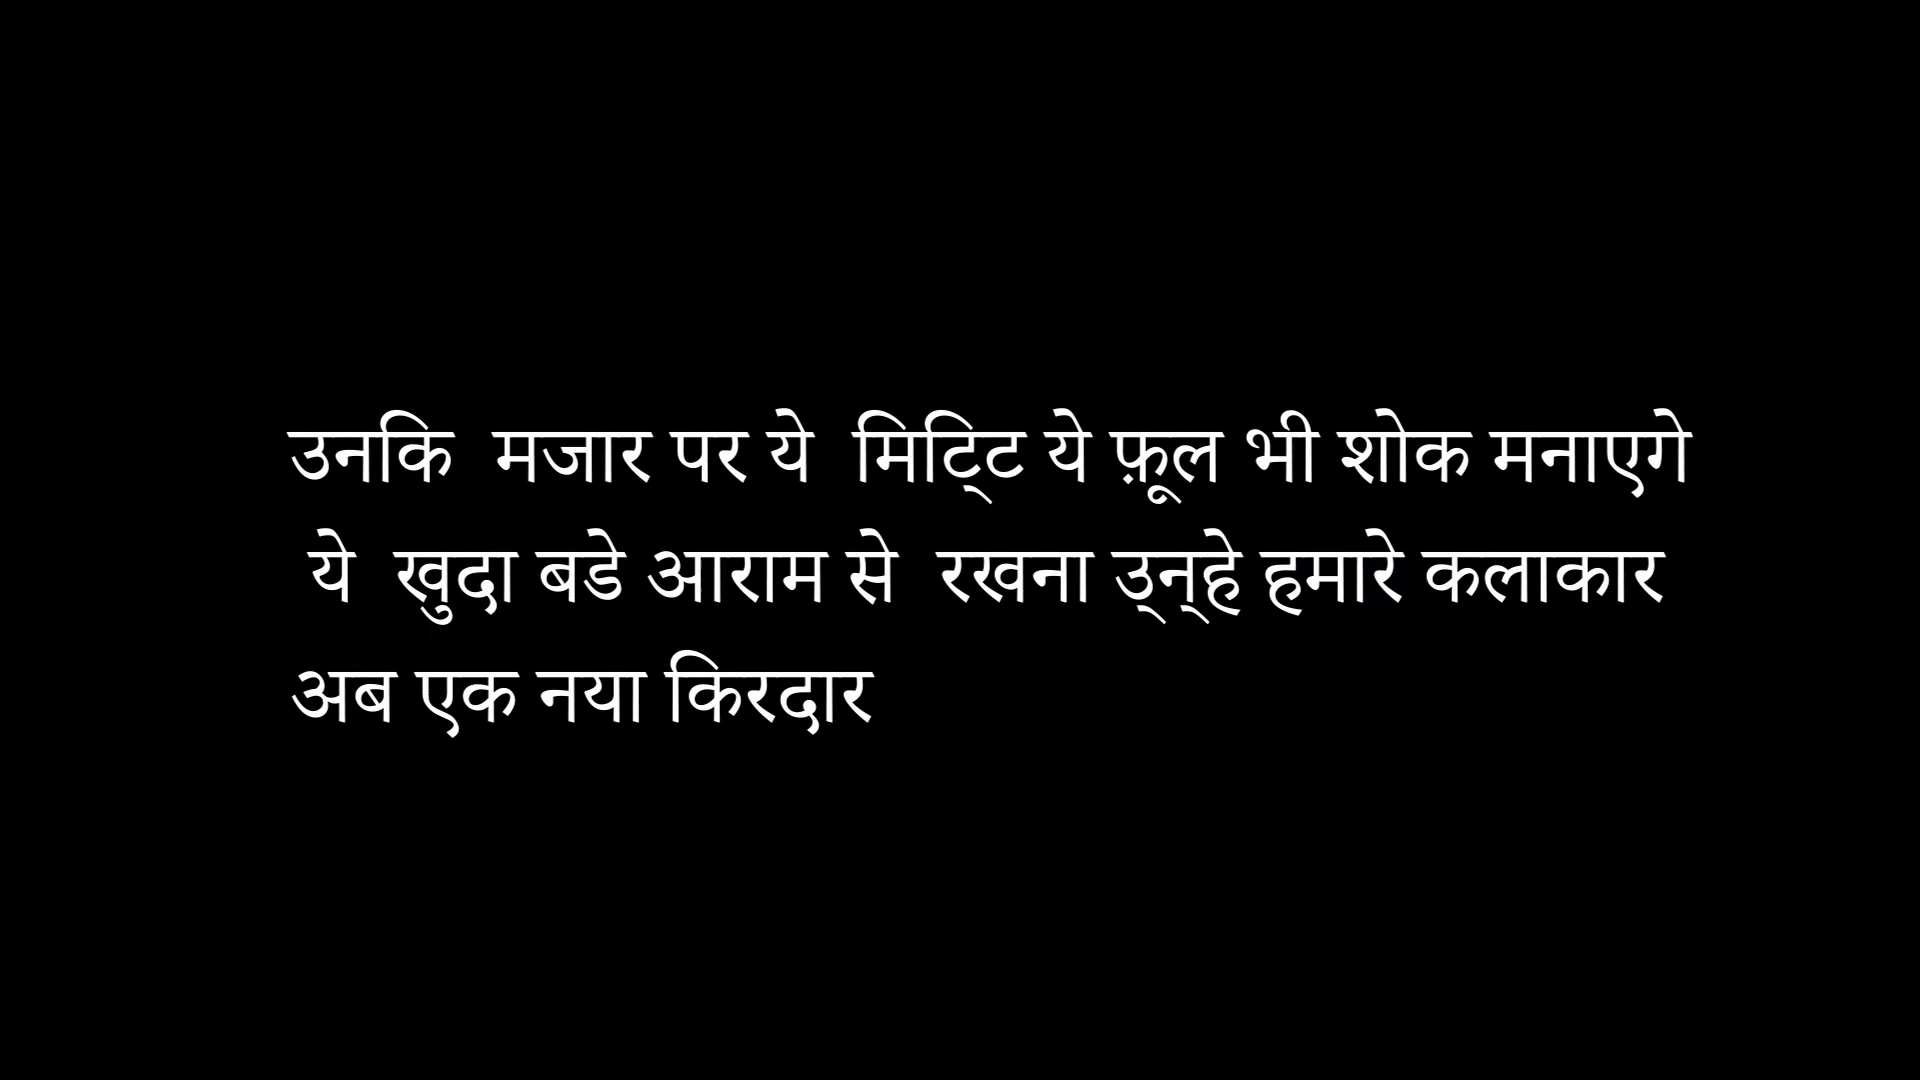 उनकि मजार पर ये मिट्टि ये फ़ूल भी शोक मनाएगे
ये खुदा बडे आराम से रखना उ्न्हे हमारे कलाकार
अब एक नया किरदार